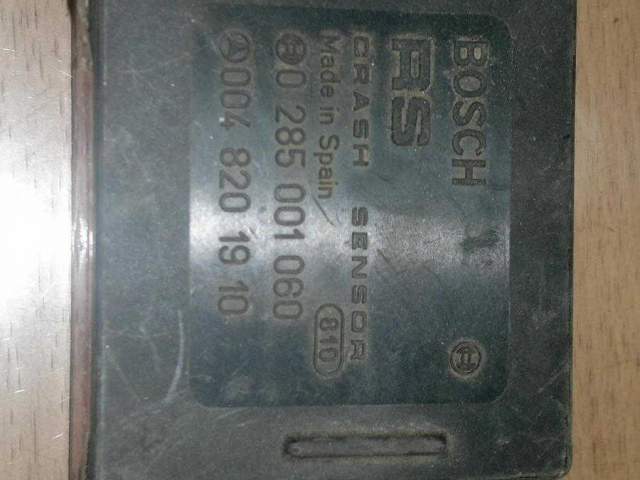 BOSCH
RS
CRASH SENSOR
Made in Spain 810
0 285 001 060
004 820 19 10